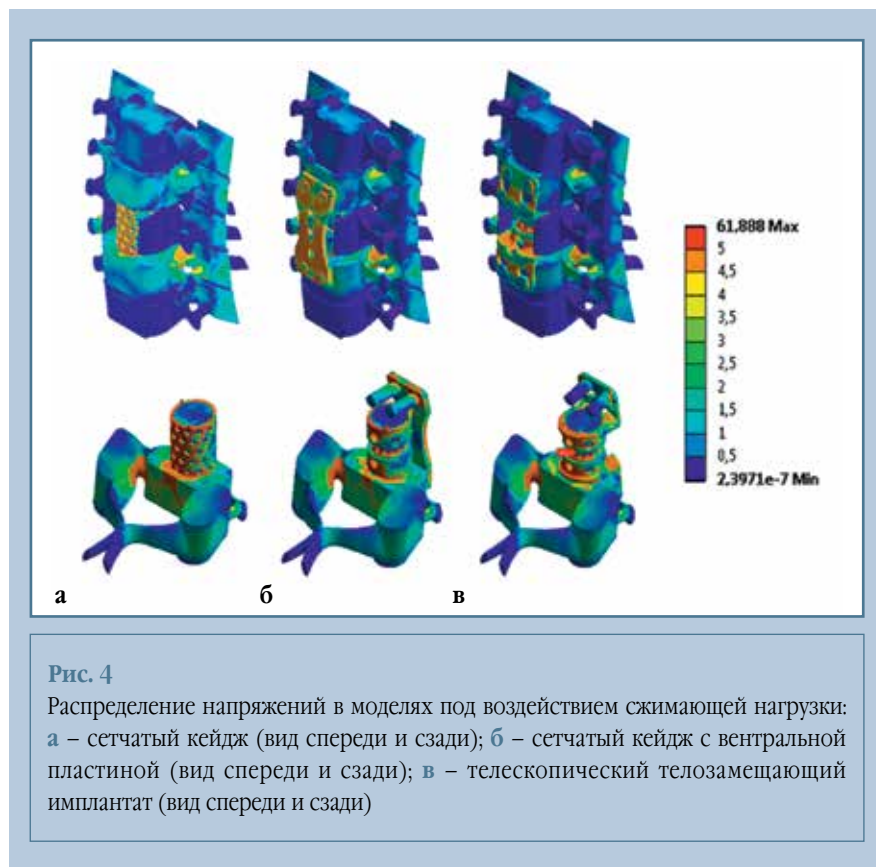 61,888 Max
5
4,5
4
3,5
3
2,5
2
1,5
1
0,5
2,3971e-7 Min
а
б
в
Рис. 4
Распределение напряжений в моделях под воздействием сжимающей нагрузки:
а – сетчатый кейдж (вид спереди и сзади); б – сетчатый кейдж с вентральной
пластиной (вид спереди и сзади); в – телескопический телозамещающий
имплантат (вид спереди и сзади)